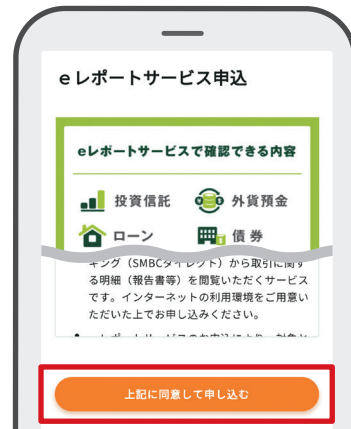 eレポートサービス申込
eレポートサービスで確認できる内容
投資信託 外貨預金
ローン 債券
キング（SMBCダイレクト）から取引に関す
る明細（報告書等）を閲覧いただくサービス
です。インターネットの利用環境をご用意い
ただいた上でお申し込みください。
上記に同意して申し込む